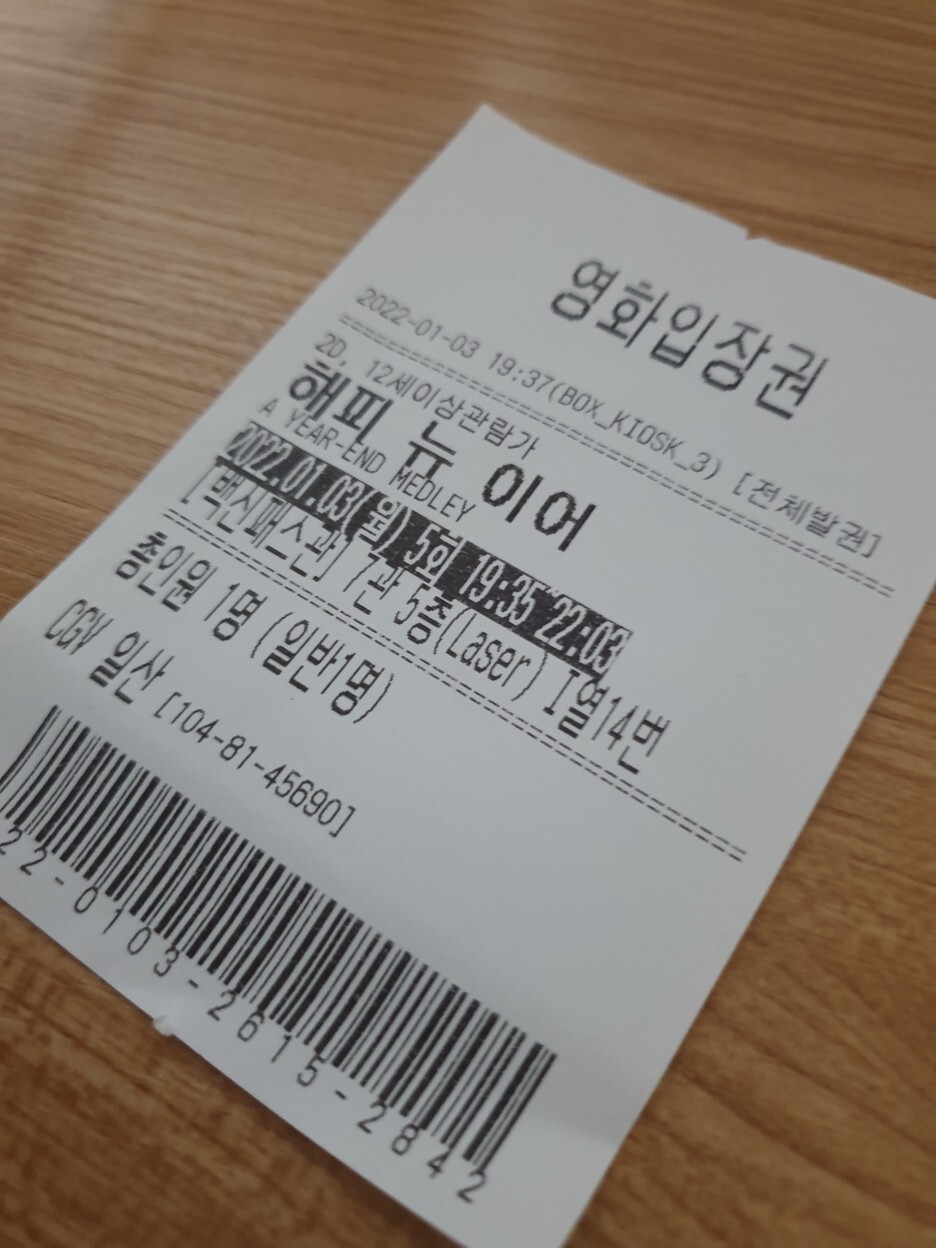 영화입장권
2022-01-03 19:37(BOX_KIOSK_3) [전체발권]
2D, 12세이상관람가
해피 뉴 이어
A YEAR-END MEDLEY
2022.01.03(월) 5회 19:35~22:03
[백신패스관] 7관 5층(Laser) I열14번
총인원 1명 (일반1명)
CGV 일산 [104-81-45690]
22-0103-2615-2842